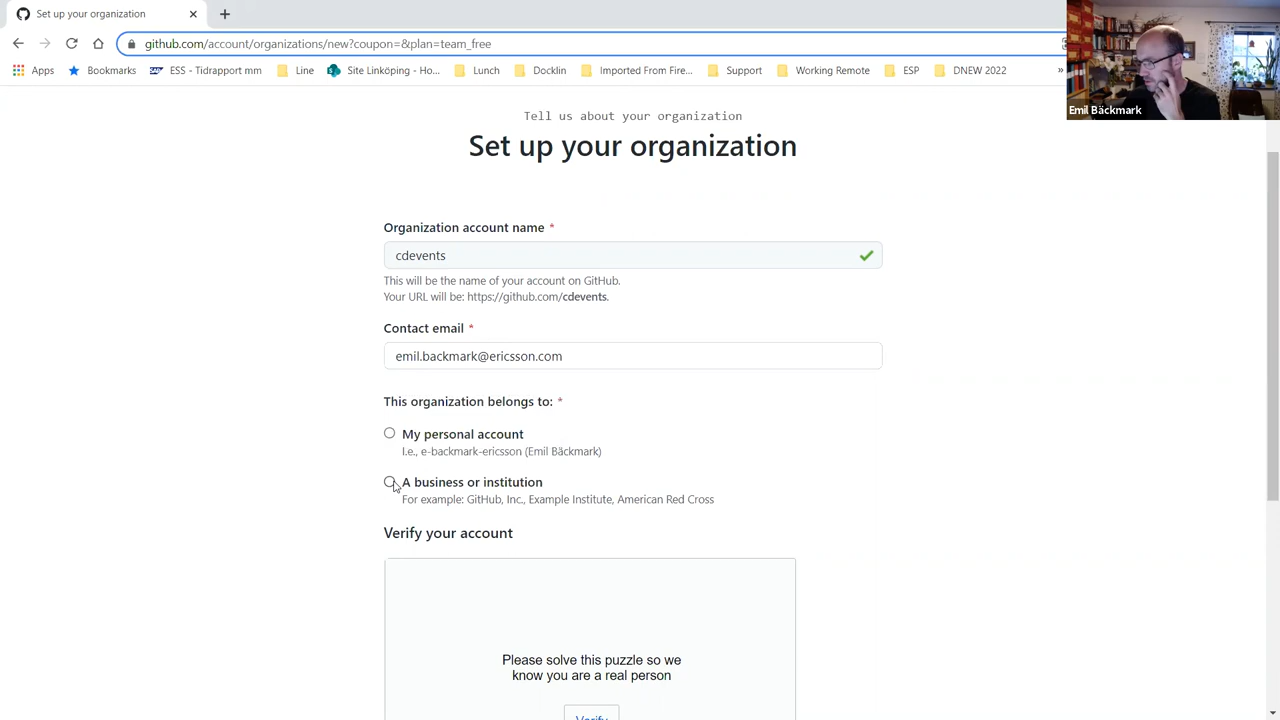 Set up your organization
github.com/account/organizations/new?coupon=&plan=team_free
Apps
Bookmarks
ESS - Tidrapport mm
Line
Site Linköping - Ho...
Lunch
Docklin
Imported From Fire...
Support
Working Remote
ESP
DNEW 2022
»
Emil Bäckmark
Tell us about your organization
Set up your organization
Organization account name *
cdevents
This will be the name of your account on GitHub.
Your URL will be: https://github.com/cdevents.
Contact email *
emil.backmark@ericsson.com
This organization belongs to: *
My personal account
I.e., e-backmark-ericsson (Emil Bäckmark)
A business or institution
For example: GitHub, Inc., Example Institute, American Red Cross
Verify your account
Please solve this puzzle so we
know you are a real person
Verify